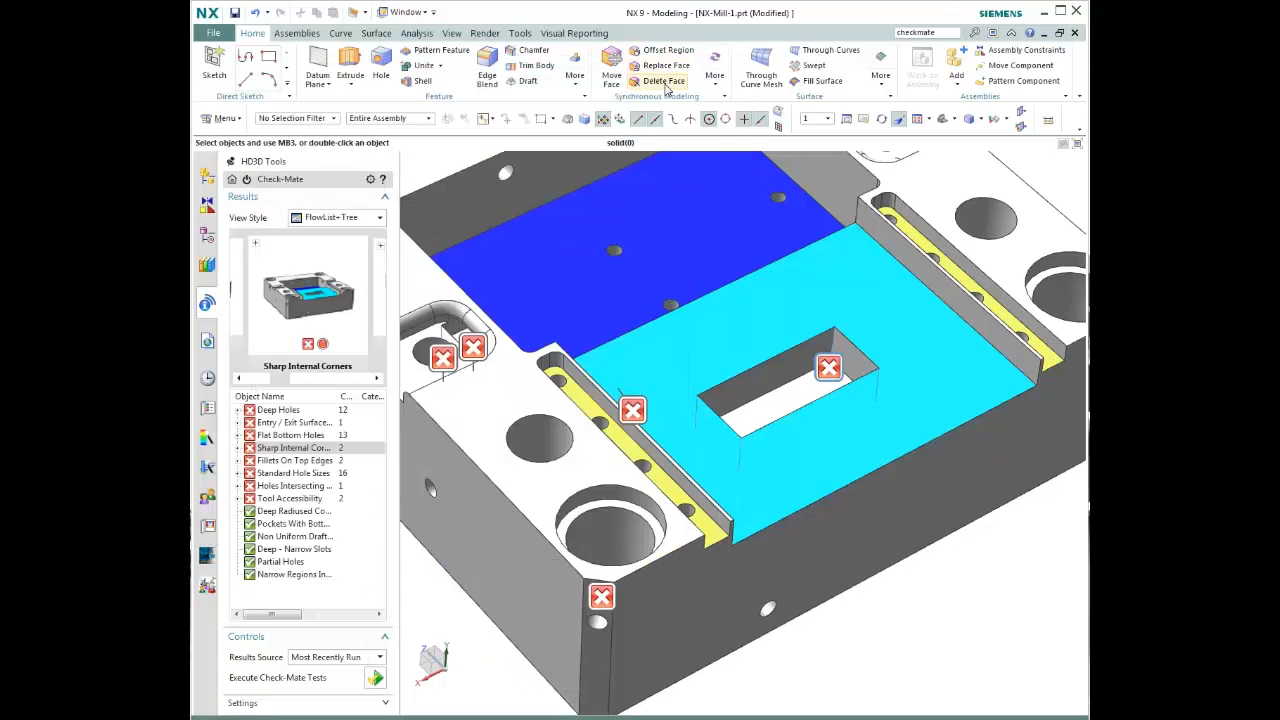 NX
Window
NX 9 - Modeling - [NX-Mill-1.prt (Modified) ]
SIEMENS
File
Home
Assemblies
Curve
Surface
Analysis
View
Render
Tools
Visual Reporting
checkmate
Sketch
Direct Sketch
Datum Plane
Extrude
Hole
Pattern Feature
Unite
Shell
Edge Blend
Chamfer
Trim Body
Draft
More
Feature
Move Face
Offset Region
Replace Face
Delete Face
More
Synchronous Modeling
Through Curve Mesh
Through Curves
Swept
Fill Surface
More
Surface
Work on Assembly
Add
Assembly Constraints
Move Component
Pattern Component
Assemblies
Menu
No Selection Filter
Entire Assembly
1
Select objects and use MB3, or double-click an object
solid(0)
HD3D Tools
Check-Mate
Results
View Style
FlowList+Tree
Sharp Internal Corners
Object Name C... Cate...
Deep Holes 12
Entry / Exit Surface... 1
Flat Bottom Holes 13
Sharp Internal Cor... 2
Fillets On Top Edges 2
Standard Hole Sizes 16
Holes Intersecting ... 1
Tool Accessibility 2
Deep Radiused Co...
Pockets With Bott...
Non Uniform Draft...
Deep - Narrow Slots
Partial Holes
Narrow Regions In...
Controls
Results Source
Most Recently Run
Execute Check-Mate Tests
Settings
Z
Y
X